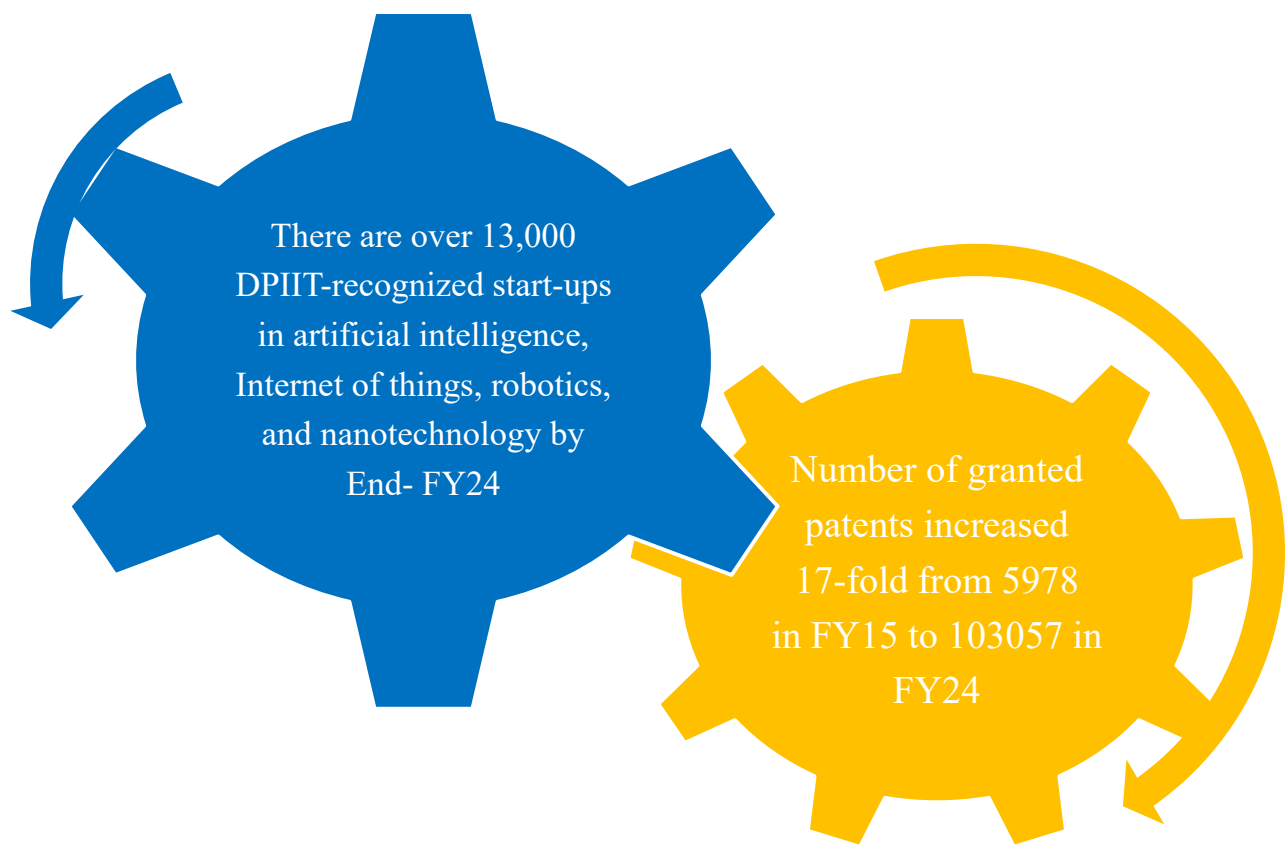 There are over 13,000
DPIIT-recognized start-ups
in artificial intelligence,
Internet of things, robotics,
and nanotechnology by
End- FY24
Number of granted
patents increased
17-fold from 5978
in FY15 to 103057 in
FY24